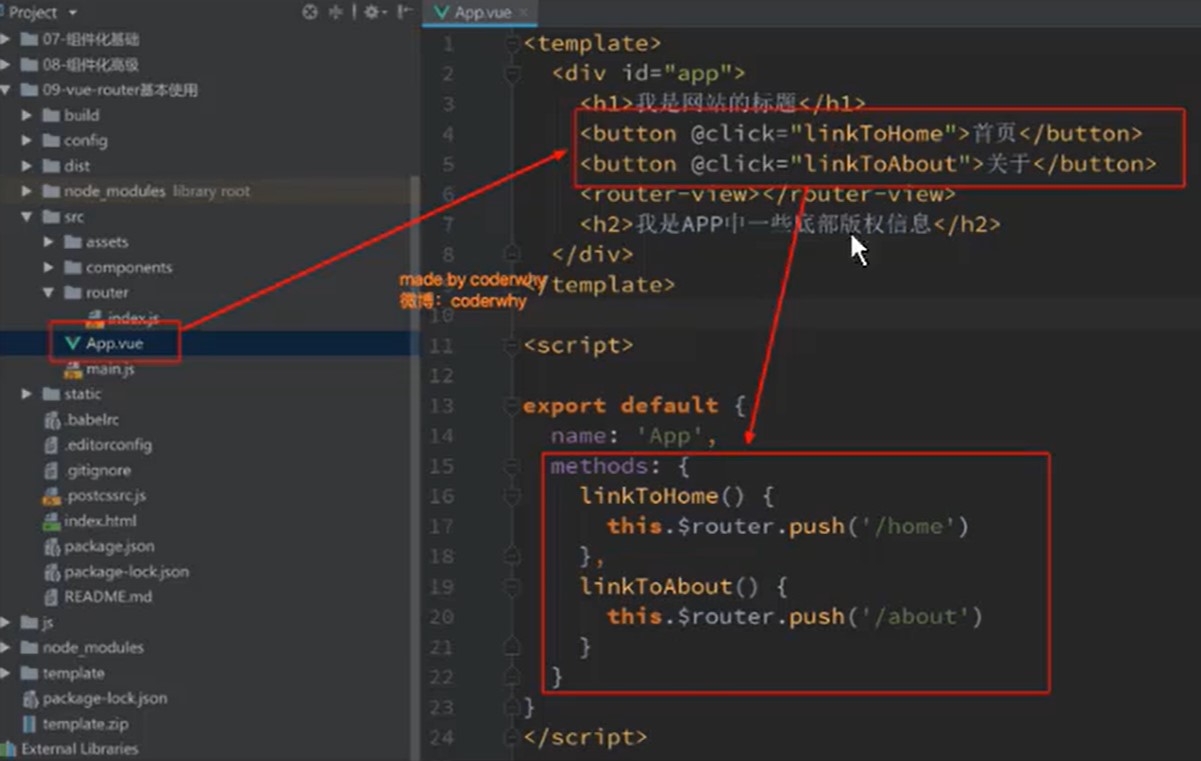 Project
07-组件化基础
08-组件化高级
09-vue-router基本使用
build
config
dist
node_modules library root
src
assets
components
router
index.js
App.vue
main.js
static
.babelrc
.editorconfig
.gitignore
.postcssrc.js
index.html
package.json
package-lock.json
README.md
js
node_modules
template
package-lock.json
template.zip
External Libraries
App.vue
1 <template>
2 <div id="app">
3 <h1>我是网站的标题</h1>
4 <button @click="linkToHome">首页</button>
5 <button @click="linkToAbout">关于</button>
6 <router-view></router-view>
7 <h2>我是APP中一些底部版权信息</h2>
8 </div>
</template>
10
11 <script>
12
13 export default {
14 name: 'App',
15 methods: {
16 linkToHome() {
17 this.$router.push('/home')
18 },
19 linkToAbout() {
20 this.$router.push('/about')
21 }
22 }
23 }
24 </script>
made by coderwhy
微博：coderwhy